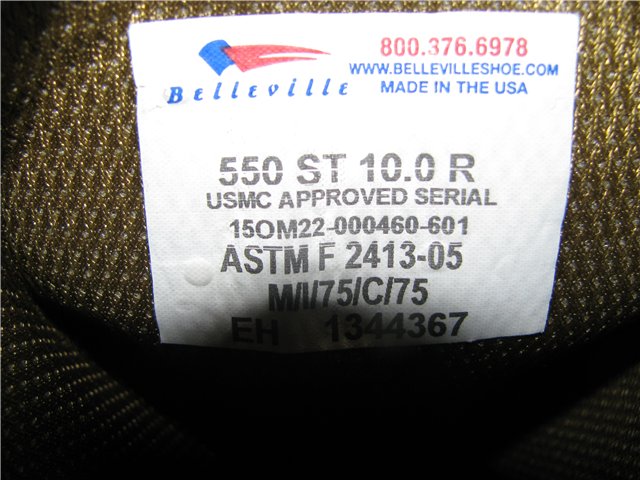 Belleville
800.376.6978
WWW.BELLEVILLESHOE.COM
MADE IN THE USA
550 ST 10.0 R
USMC APPROVED SERIAL
15OM22-000460-601
ASTM F 2413-05
M/I/75/C/75
EH 1344367